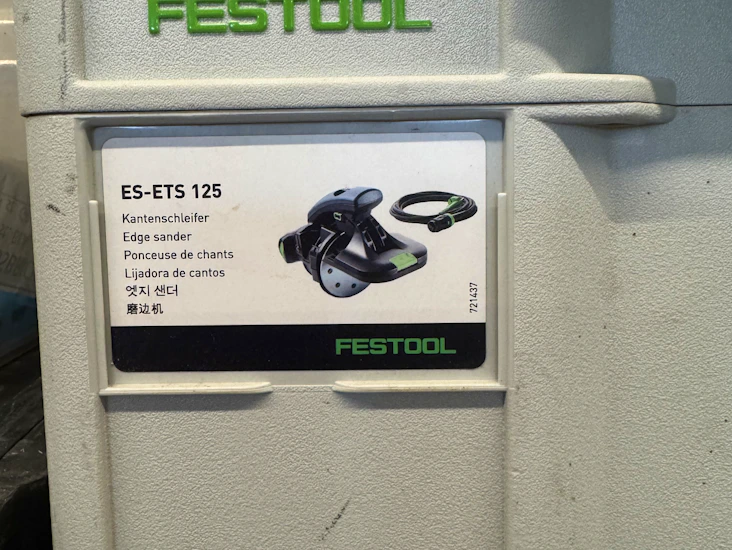 FESTOOL
ES-ETS 125
Kantenschleifer
Edge sander
Ponceuse de chants
Lijadora de cantos
엣지 샌더
磨边机
721437
FESTOOL